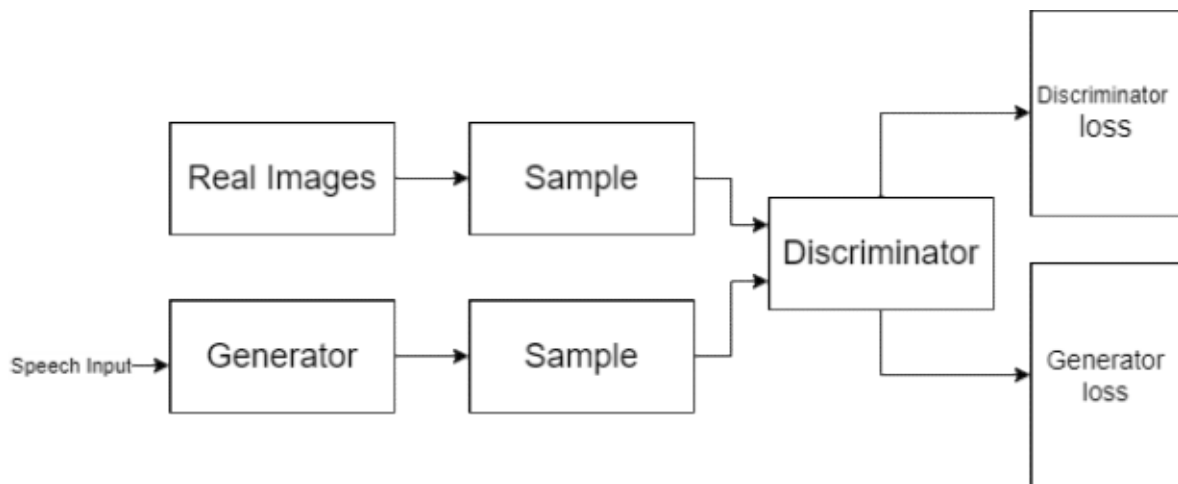 Discriminator
loss
Real Images
Sample
Discriminator
Speech Input
Generator
Sample
Generator
loss